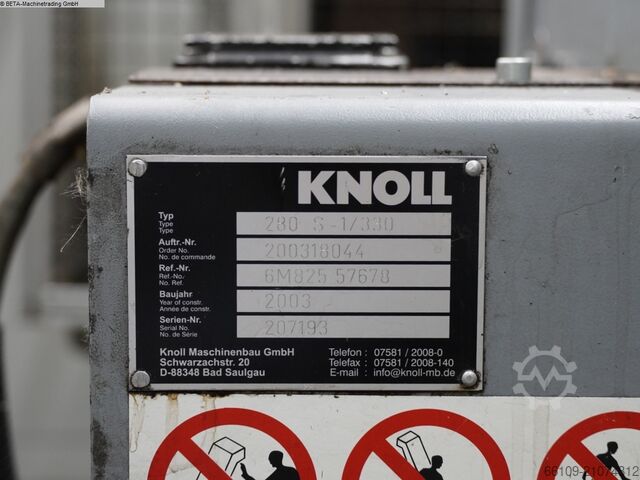 © BETA-Machinetrading GmbH
KNOLL
Typ 280 S-1/330
Type
Type
Auftr.-Nr. 200318044
Order No.
No. de commande
Ref.-Nr. 6M825 57678
Ref.-No.
No. Ref.
Baujahr 2003
Year of constr.
Année de constr.
Serien-Nr. 207193
Serial No.
No. de Série
Knoll Maschinenbau GmbH Telefon : 07581 / 2008-0
Schwarzachstr. 20 Telefax : 07581 / 2008-140
D-88348 Bad Saulgau E-mail : info@knoll-mb.de
66109-21074812